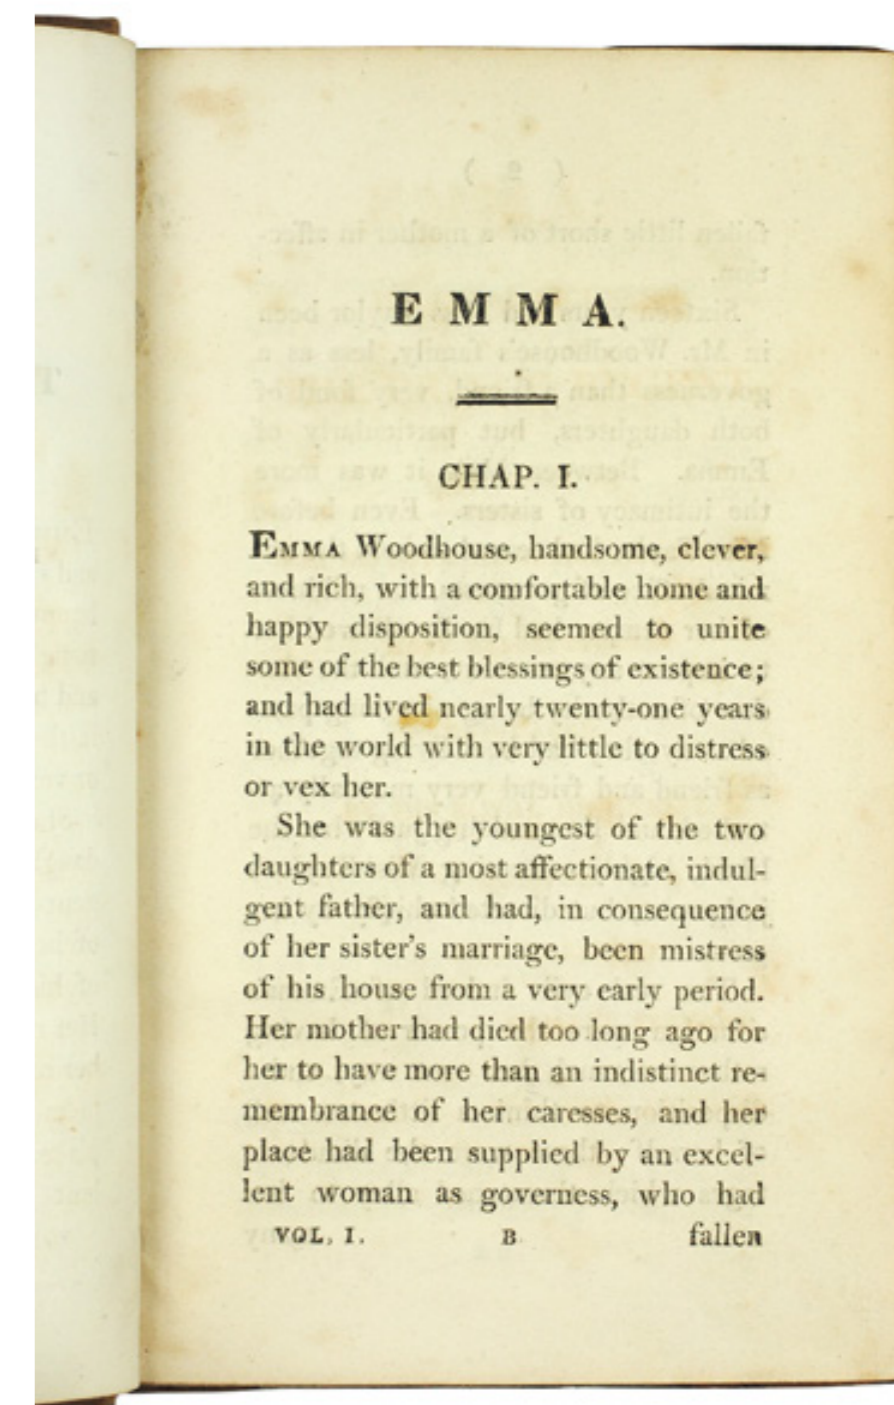 EMMA.
CHAP. I.
EMMA Woodhouse, handsome, clever,
and rich, with a comfortable home and
happy disposition, seemed to unite
some of the best blessings of existence;
and had lived nearly twenty-one years
in the world with very little to distress
or vex her.
She was the youngest of the two
daughters of a most affectionate, indul-
gent father, and had, in consequence
of her sister's marriage, been mistress
of his house from a very early period.
Her mother had died too long ago for
her to have more than an indistinct re-
membrance of her caresses, and her
place had been supplied by an excel-
lent woman as governess, who had
VOL. I. B fallen